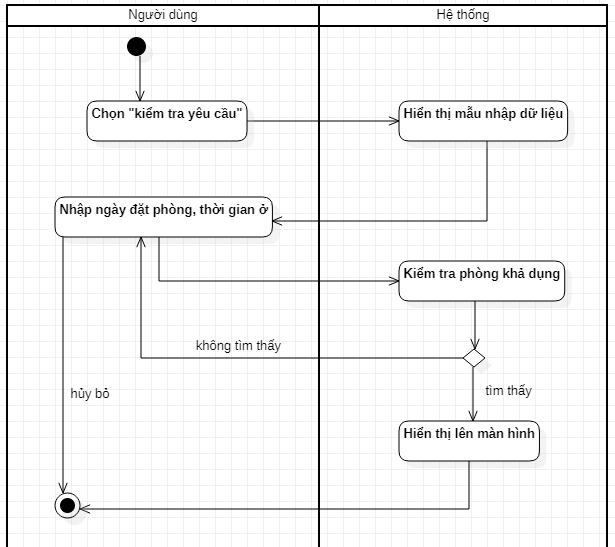 Người dùng
Hệ thống
Chọn "kiểm tra yêu cầu"
Hiển thị mẫu nhập dữ liệu
Nhập ngày đặt phòng, thời gian ở
Kiểm tra phòng khả dụng
không tìm thấy
hủy bỏ
tìm thấy
Hiển thị lên màn hình